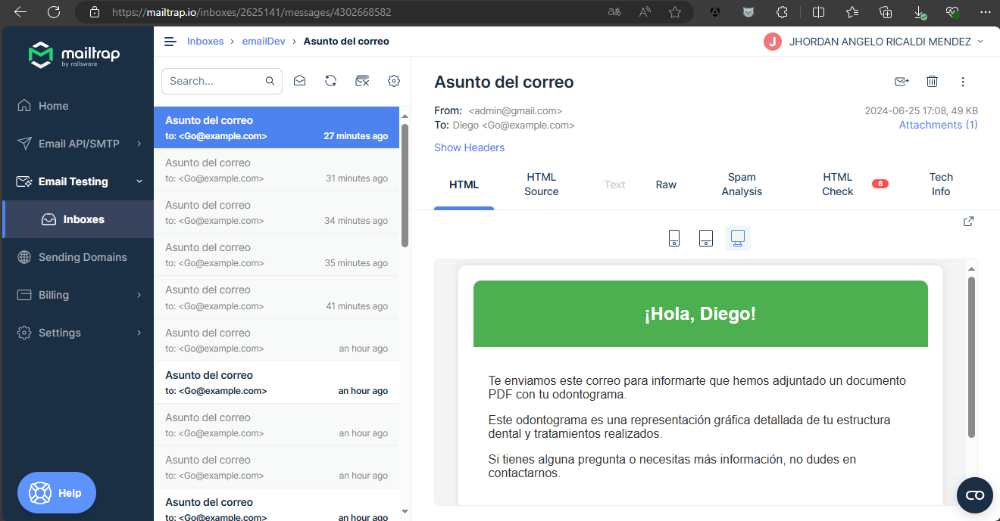 https://mailtrap.io/inboxes/2625141/messages/4302668582
mailtrap
by railsware
Home
Email API/SMTP
Email Testing
Inboxes
Sending Domains
Billing
Settings
Help
Inboxes › emailDev › Asunto del correo
J JHORDAN ANGELO RICALDI MENDEZ
Search...
Asunto del correo
to: <Go@example.com> 27 minutes ago
Asunto del correo
to: <Go@example.com> 31 minutes ago
Asunto del correo
to: <Go@example.com> 34 minutes ago
Asunto del correo
to: <Go@example.com> 35 minutes ago
Asunto del correo
to: <Go@example.com> 41 minutes ago
Asunto del correo
to: <Go@example.com> an hour ago
Asunto del correo
to: <Go@example.com> an hour ago
Asunto del correo
to: <Go@example.com> an hour ago
Asunto del correo
to: <Go@example.com> an hour ago
Asunto del correo
to: <Go@example.com> an hour ago
Asunto del correo
From: <admin@gmail.com> 2024-06-25 17:08, 49 KB
To: Diego <Go@example.com> Attachments (1)
Show Headers
HTML
HTML Source
Text
Raw
Spam Analysis
HTML Check 6
Tech Info
¡Hola, Diego!
Te enviamos este correo para informarte que hemos adjuntado un documento
PDF con tu odontograma.
Este odontograma es una representación gráfica detallada de tu estructura
dental y tratamientos realizados.
Si tienes alguna pregunta o necesitas más información, no dudes en
contactarnos.